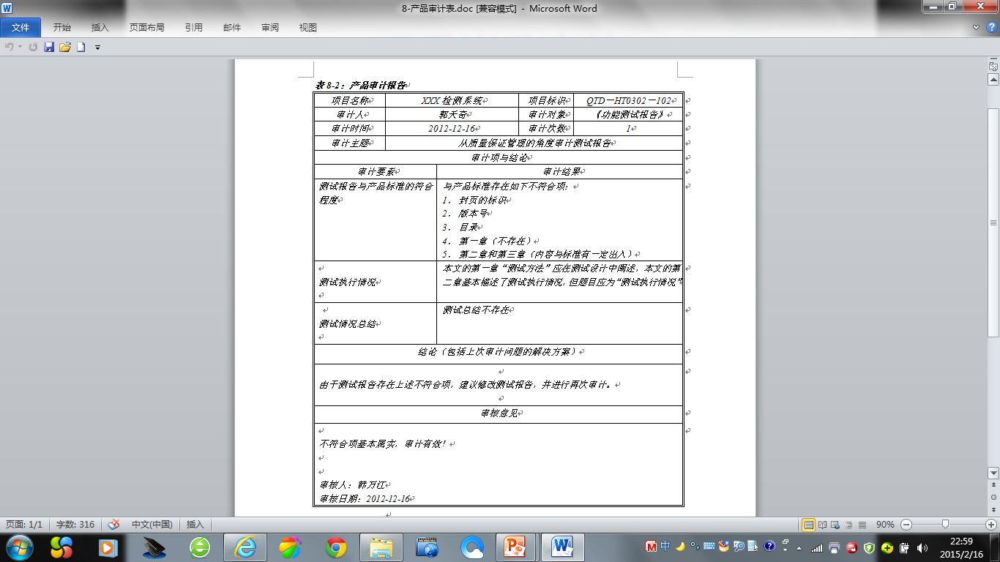 8-产品审计表.doc [兼容模式] - Microsoft Word
文件 开始 插入 页面布局 引用 邮件 审阅 视图
表 8-2：产品审计报告
项目名称 XXX 检测系统 项目标识 QTD－HT0302－102
审计人 郭天奇 审计对象 《功能测试报告》
审计时间 2012-12-16 审计次数 1
审计主题 从质量保证管理的角度审计测试报告
审计项与结论
审计要素 审计结果
测试报告与产品标准的符合
程度
与产品标准存在如下不符合项：
1． 封页的标识
2． 版本号
3． 目录
4． 第一章（不存在）
5． 第二章和第三章（内容与标准有一定出入）
测试执行情况
本文的第一章“测试方法”应在测试设计中阐述，本文的第
二章基本描述了测试执行情况，但题目应为“测试执行情况”
测试情况总结
测试总结不存在
结论（包括上次审计问题的解决方案）
由于测试报告存在上述不符合项，建议修改测试报告，并进行再次审计。
审核意见
不符合项基本属实，审计有效！
审核人：韩万江
审核日期：2012-12-16
页面: 1/1 字数: 316 中文(中国) 插入 90%
中
22:59
2015/2/16